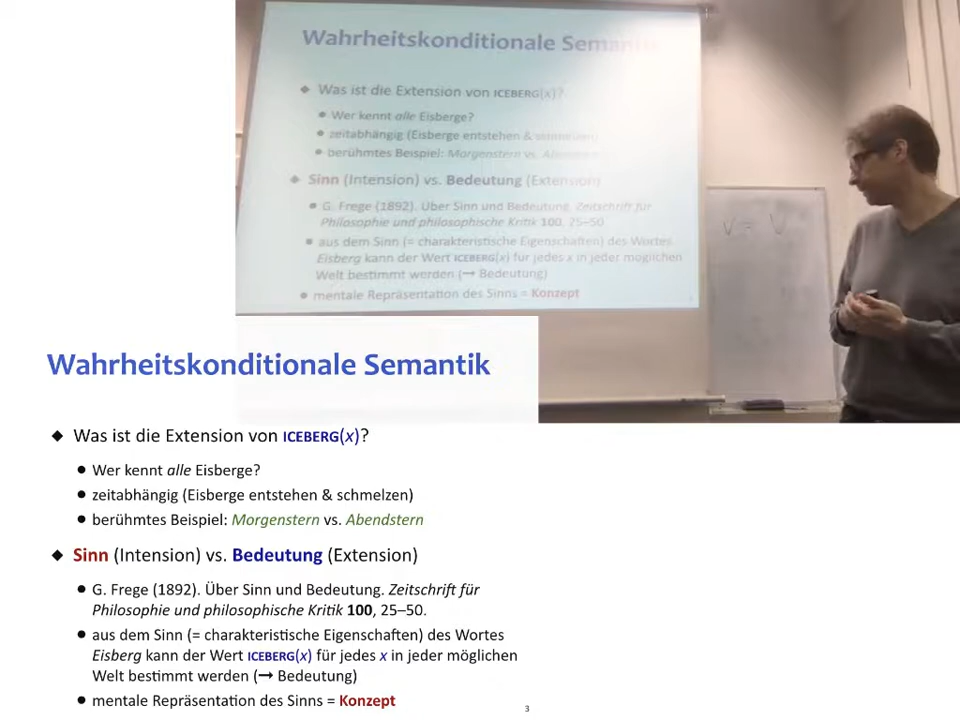 Wahrheitskonditionale Semantik
◆ Was ist die Extension von ICEBERG(x)?
● Wer kennt alle Eisberge?
● zeitabhängig (Eisberge entstehen & schmelzen)
● berühmtes Beispiel: Morgenstern vs. Abendstern
◆ Sinn (Intension) vs. Bedeutung (Extension)
● G. Frege (1892). Über Sinn und Bedeutung. Zeitschrift für
Philosophie und philosophische Kritik 100, 25–50
● aus dem Sinn (= charakteristische Eigenschaften) des Wortes
Eisberg kann der Wert ICEBERG(x) für jedes x in jeder möglichen
Welt bestimmt werden (→ Bedeutung)
● mentale Repräsentation des Sinns = Konzept
Wahrheitskonditionale Semantik
◆ Was ist die Extension von ICEBERG(x)?
● Wer kennt alle Eisberge?
● zeitabhängig (Eisberge entstehen & schmelzen)
● berühmtes Beispiel: Morgenstern vs. Abendstern
◆ Sinn (Intension) vs. Bedeutung (Extension)
● G. Frege (1892). Über Sinn und Bedeutung. Zeitschrift für
Philosophie und philosophische Kritik 100, 25–50.
● aus dem Sinn (= charakteristische Eigenschaften) des Wortes
Eisberg kann der Wert ICEBERG(x) für jedes x in jeder möglichen
Welt bestimmt werden (→ Bedeutung)
● mentale Repräsentation des Sinns = Konzept
3